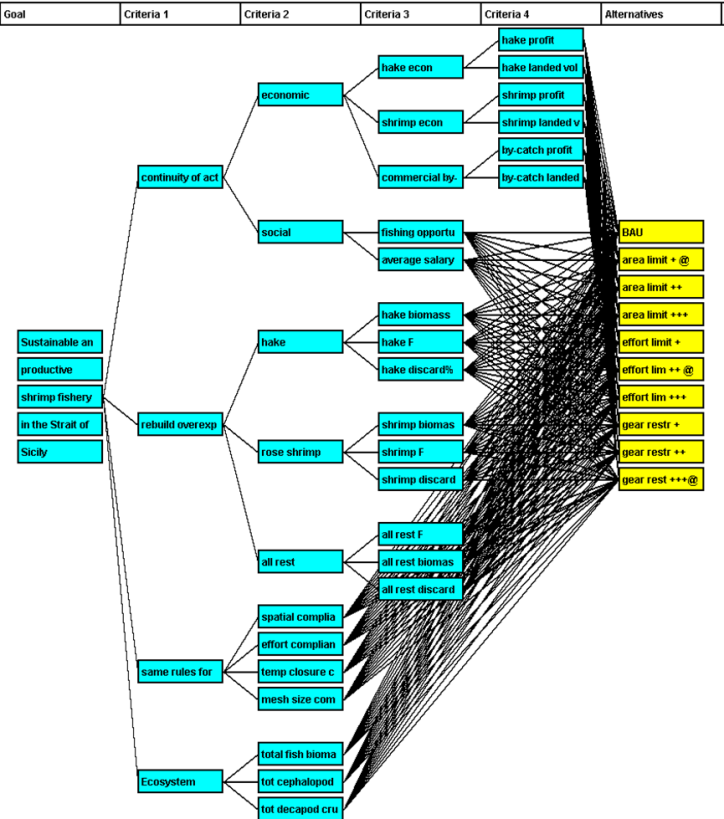 Goal Criteria 1 Criteria 2 Criteria 3 Criteria 4 Alternatives
hake profit
hake econ hake landed vol
economic shrimp profit
shrimp econ shrimp landed v
by-catch profit
continuity of act commercial by- by-catch landed
social fishing opportu BAU
average salary area limit + @
area limit ++
hake biomass area limit +++
Sustainable an hake hake F effort limit +
productive hake discard% effort lim ++ @
shrimp fishery effort lim +++
in the Strait of rebuild overexp shrimp biomas gear restr +
Sicily rose shrimp shrimp F gear restr ++
shrimp discard gear rest +++@
all rest F
all rest all rest biomas
all rest discard
spatial complia
effort complian
same rules for temp closure c
mesh size com
total fish bioma
Ecosystem tot cephalopod
tot decapod cru